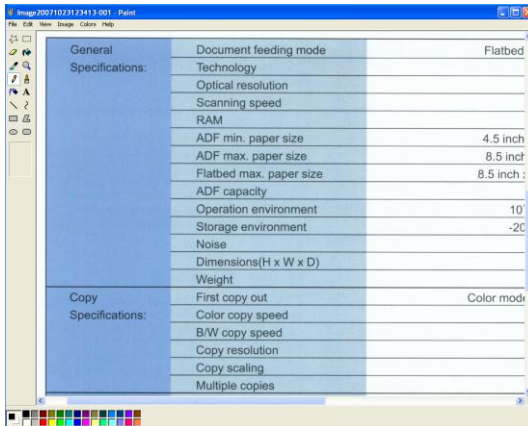 Image20071023123413-001 - Paint
File Edit View Image Colors Help
General Document feeding mode Flatbed
Specifications: Technology
Optical resolution
Scanning speed
RAM
ADF min. paper size 4.5 inch
ADF max. paper size 8.5 inch
Flatbed max. paper size 8.5 inch
ADF capacity
Operation environment 10
Storage environment -20
Noise
Dimensions(H x W x D)
Weight
Copy First copy out Color mode
Specifications: Color copy speed
B/W copy speed
Copy resolution
Copy scaling
Multiple copies